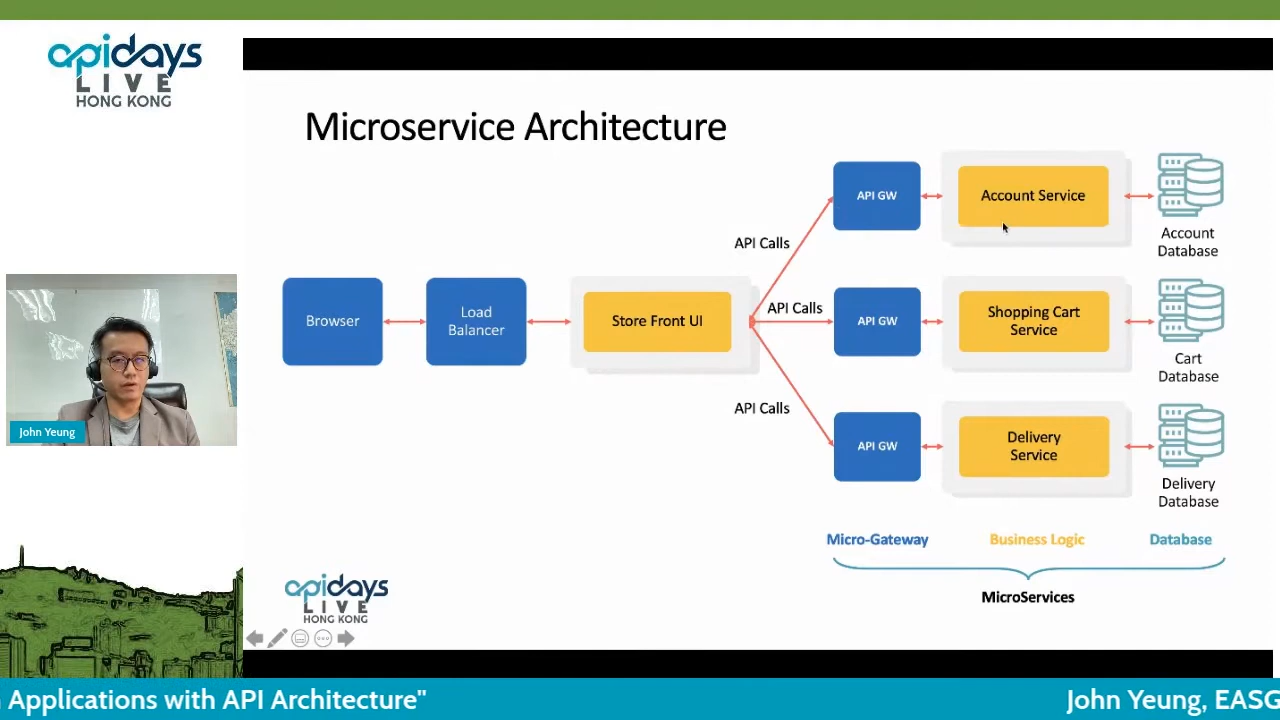 apidays
LIVE
HONG KONG
Microservice Architecture
API GW
Account Service
Account
Database
API Calls
Browser
Load
Balancer
Store Front UI
API Calls
API GW
Shopping Cart
Service
Cart
Database
API Calls
API GW
Delivery
Service
Delivery
Database
Micro-Gateway
Business Logic
Database
MicroServices
John Yeung
apidays
LIVE
HONG KONG
Applications with API Architecture"
John Yeung, EASG